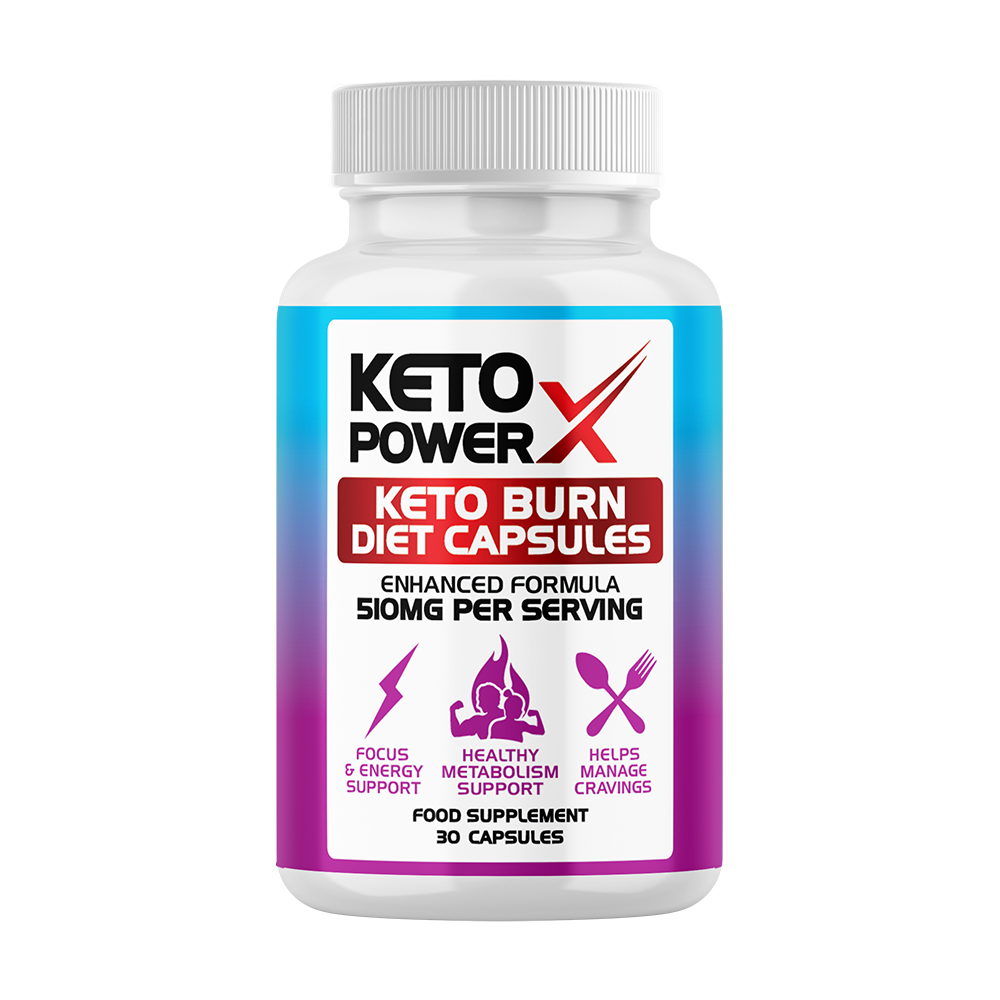 KETO
POWER X
KETO BURN
DIET CAPSULES
ENHANCED FORMULA
510MG PER SERVING
FOCUS
& ENERGY
SUPPORT
HEALTHY
METABOLISM
SUPPORT
HELPS
MANAGE
CRAVINGS
FOOD SUPPLEMENT
30 CAPSULES